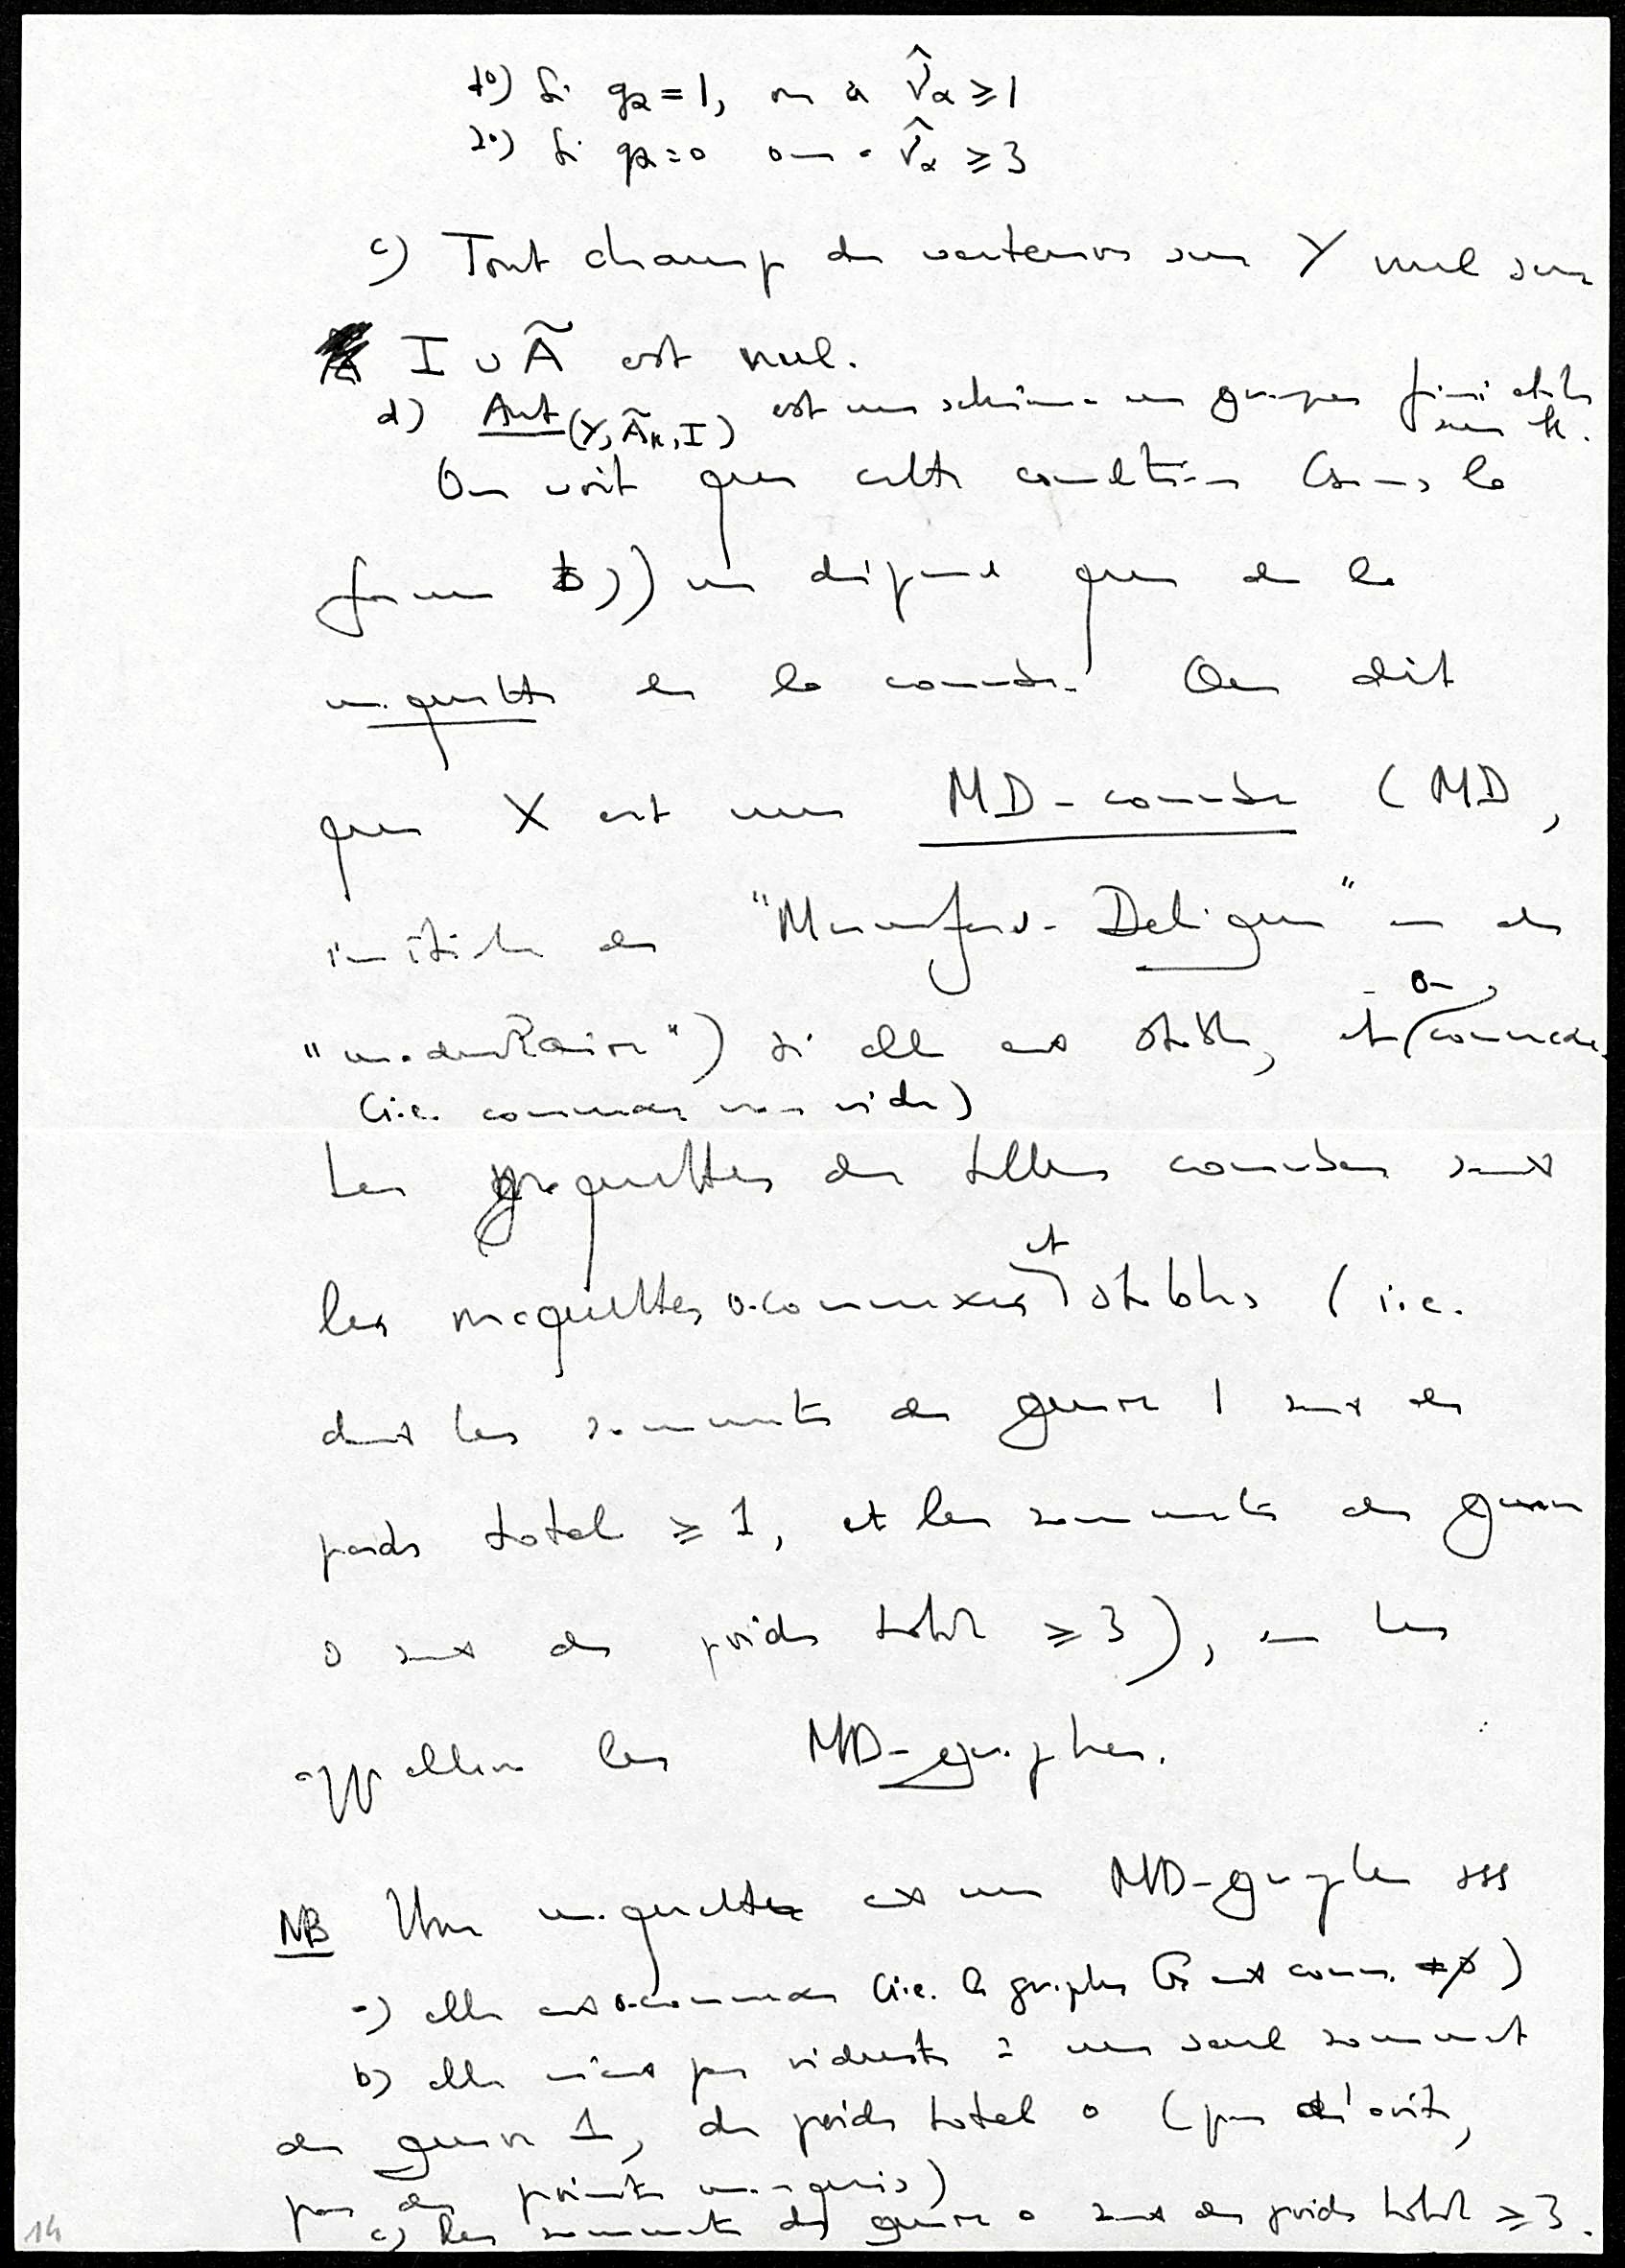 1°) Si gα = 1, on a ν̂α ≥ 1
2°) Si gα = 0 on a ν̂α ≥ 3
c) Tout champ de vecteurs sur Y nul sur
I ∪ Ã est nul.
d) Aut(Y, Ã, I) est un schéma en groupes fini étale sur k.
On voit que cette condition (sous la
forme b)) ne dépend que de la
maquette de la courbe. On dit
que X est une MD-courbe (MD,
initiale de "Mumford-Deligne" ou de
"modulaire") si elle est stable, et 0-connexe
(i.e. connexe non vide)
Les maquettes de telles courbes sont
les maquettes 0-connexes et stables (i.e.
dont les sommets de genre 1 sont de
poids total ≥ 1, et les sommets de genre
0 sont de poids total ≥ 3), on les
appellera les MD-graphes.
NB Une maquette est un MD-graphe sss
a) elle est 0-connexe (i.e. le graphe G est conn. ≠ ∅)
b) elle n'est pas réduite à un seul sommet
de genre 1, de poids total 0 (pas d'arête,
pas de points marqués)
c) les sommets de genre 0 sont de poids total ≥ 3.
14